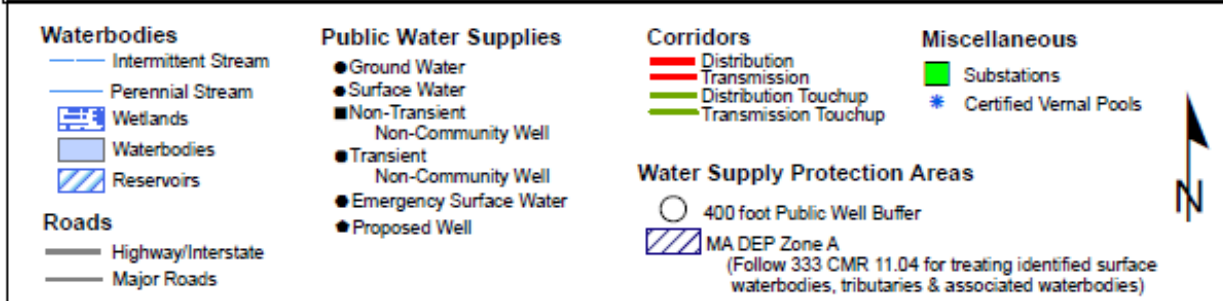 Waterbodies
Intermittent Stream
Perennial Stream
Wetlands
Waterbodies
Reservoirs
Roads
Highway/Interstate
Major Roads
Public Water Supplies
Ground Water
Surface Water
Non-Transient
Non-Community Well
Transient
Non-Community Well
Emergency Surface Water
Proposed Well
Corridors
Distribution
Transmission
Distribution Touchup
Transmission Touchup
Miscellaneous
Substations
Certified Vernal Pools
Water Supply Protection Areas
400 foot Public Well Buffer
MA DEP Zone A
(Follow 333 CMR 11.04 for treating identified surface
waterbodies, tributaries & associated waterbodies)
N